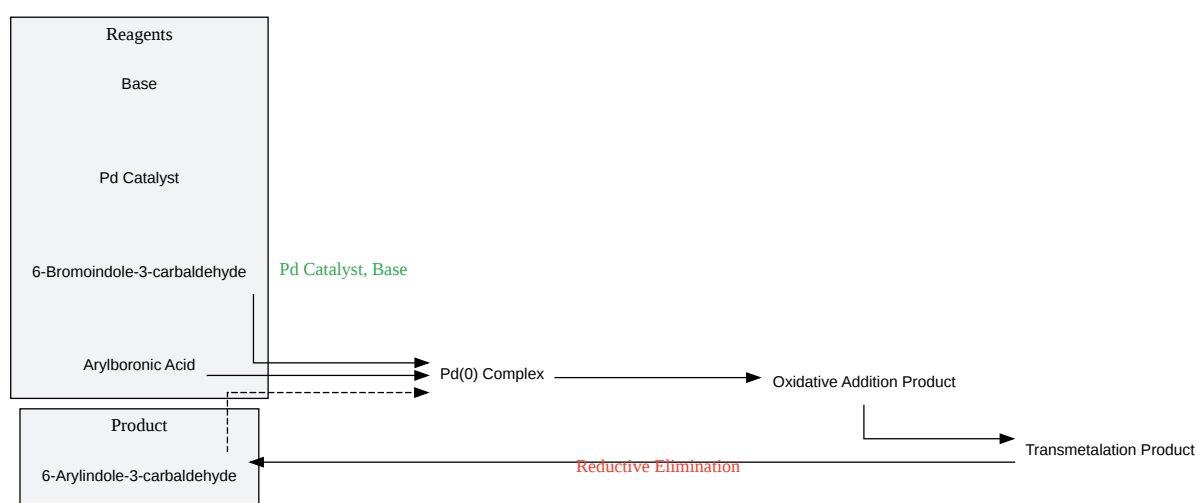 Reagents
Base
Pd Catalyst
6-Bromoindole-3-carbaldehyde
Pd Catalyst, Base
Arylboronic Acid
Pd(0) Complex
Oxidative Addition Product
Product
Transmetalation Product
Reductive Elimination
6-Arylindole-3-carbaldehyde